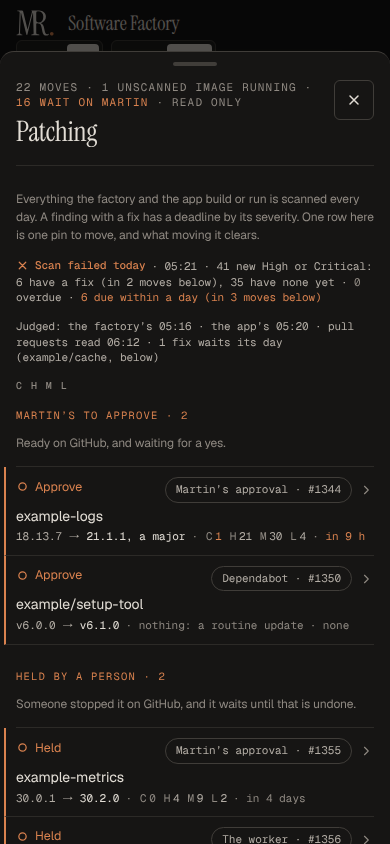 MR. Software Factory
22 MOVES · 1 UNSCANNED IMAGE RUNNING ·
16 WAIT ON MARTIN · READ ONLY
Patching
Everything the factory and the app build or run is scanned every
day. A finding with a fix has a deadline by its severity. One row here
is one pin to move, and what moving it clears.
× Scan failed today · 05:21 · 41 new High or Critical:
6 have a fix (in 2 moves below), 35 have none yet · 0
overdue · 6 due within a day (in 3 moves below)
Judged: the factory's 05:16 · the app's 05:20 · pull
requests read 06:12 · 1 fix waits its day
(example/cache, below)
C H M L
MARTIN'S TO APPROVE · 2
Ready on GitHub, and waiting for a yes.
Approve
Martin's approval · #1344
example-logs
18.13.7 → 21.1.1, a major · C1 H21 M30 L4 · in 9 h
Approve
Dependabot · #1350
example/setup-tool
v6.0.0 → v6.1.0 · nothing: a routine update · none
HELD BY A PERSON · 2
Someone stopped it on GitHub, and it waits until that is undone.
Held
Martin's approval · #1355
example-metrics
30.0.1 → 30.2.0 · C0 H4 M9 L2 · in 4 days
Held
The worker · #1356